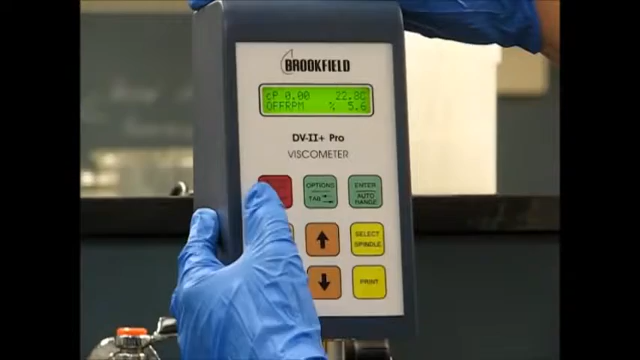 BROOKFIELD
cP 0.00 22.8C
OFFRPM % 5.6
DV-II+ Pro
VISCOMETER
OPTIONS
TAB
ENTER
AUTO
RANGE
SELECT
SPINDLE
PRINT